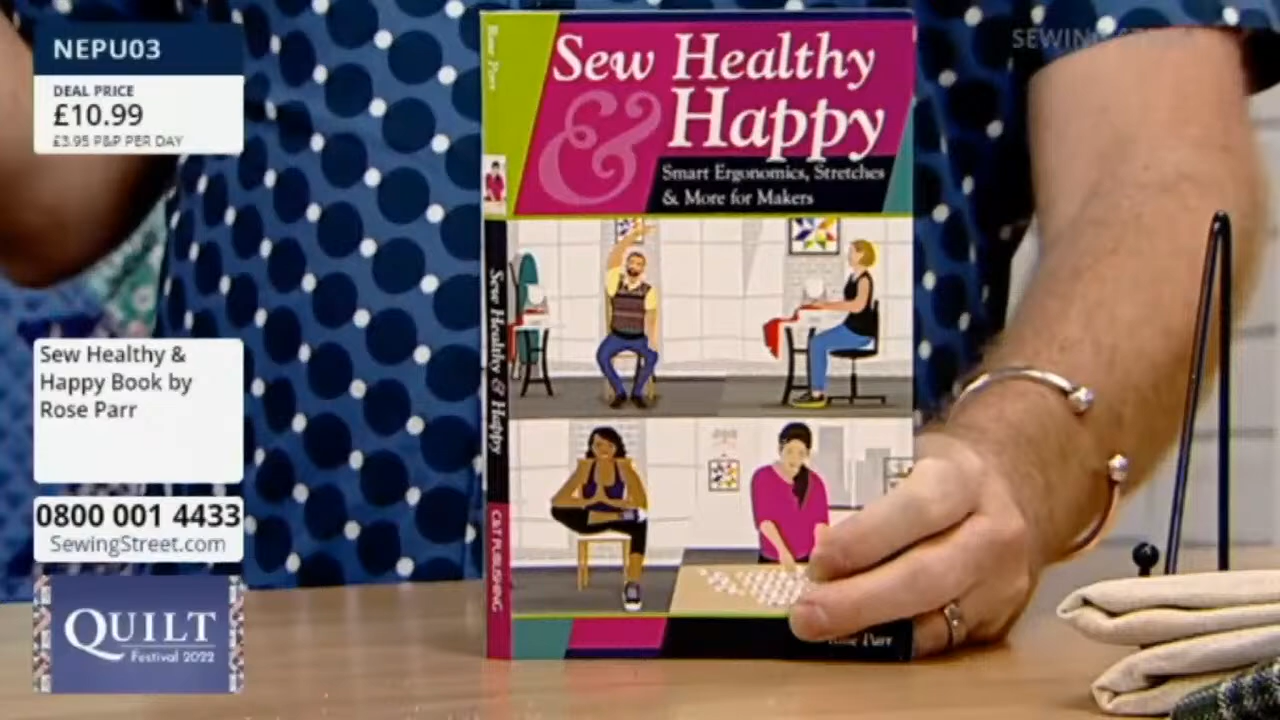 NEPU03
DEAL PRICE
£10.99
£3.95 P&P PER DAY
Sew Healthy &
Happy Book by
Rose Parr
0800 001 4433
SewingStreet.com
QUILT
Festival 2022
SEWING STREET
Sew Healthy
& Happy
Smart Ergonomics, Stretches
& More for Makers
Rose Parr
Rose Parr
Sew Healthy & Happy
C&T PUBLISHING